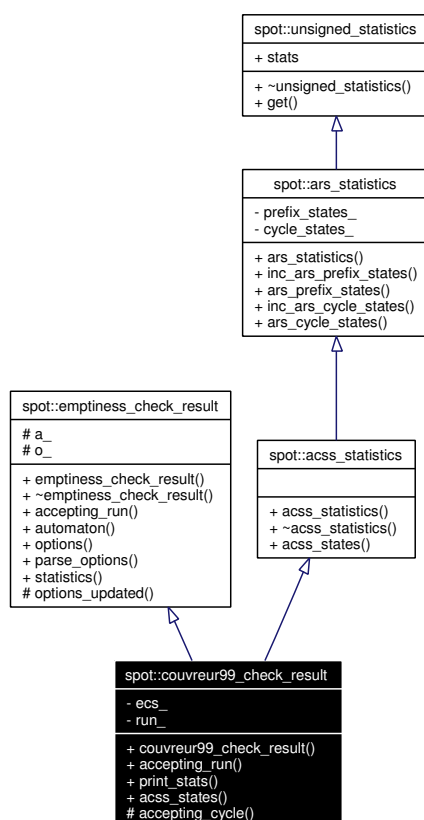 spot::unsigned_statistics
+ stats
+ ~unsigned_statistics()
+ get()
spot::ars_statistics
- prefix_states_
- cycle_states_
+ ars_statistics()
+ inc_ars_prefix_states()
+ ars_prefix_states()
+ inc_ars_cycle_states()
+ ars_cycle_states()
spot::emptiness_check_result
# a_
# o_
+ emptiness_check_result()
+ ~emptiness_check_result()
+ accepting_run()
+ automaton()
+ options()
+ parse_options()
+ statistics()
# options_updated()
spot::acss_statistics
+ acss_statistics()
+ ~acss_statistics()
+ acss_states()
spot::couvreur99_check_result
- ecs_
- run_
+ couvreur99_check_result()
+ accepting_run()
+ print_stats()
+ acss_states()
# accepting_cycle()